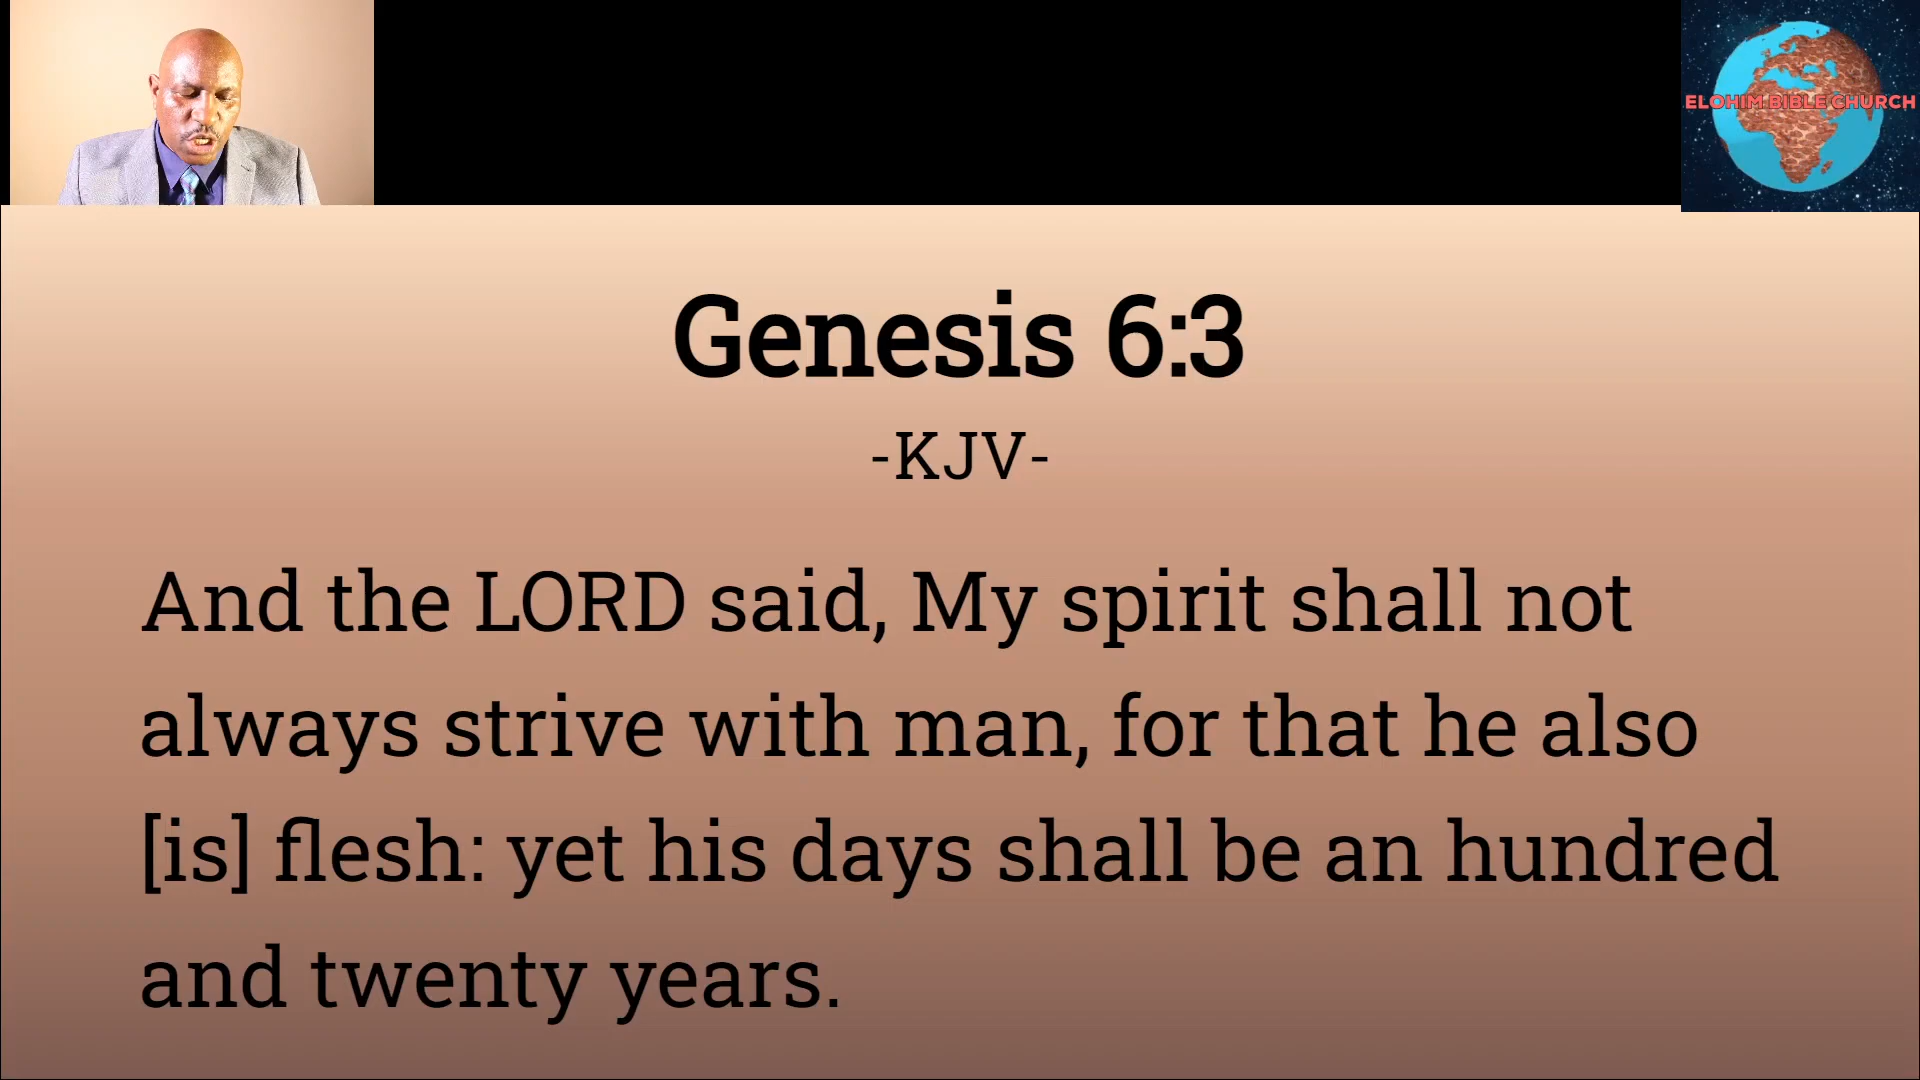 ELOHIM BIBLE CHURCH
Genesis 6:3
-KJV-
And the LORD said, My spirit shall not
always strive with man, for that he also
[is] flesh: yet his days shall be an hundred
and twenty years.